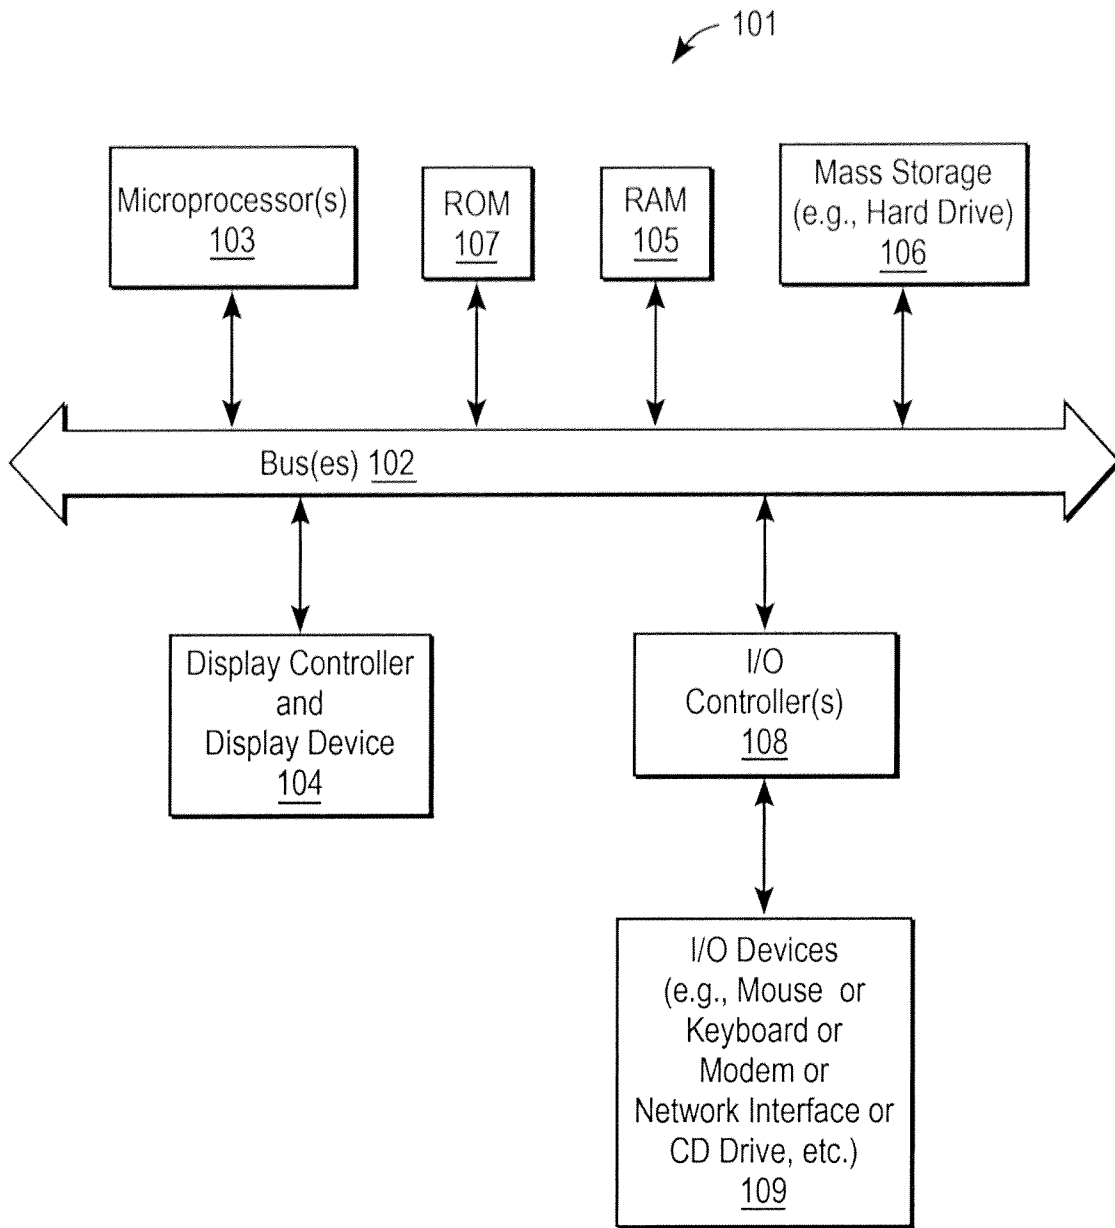 101
Microprocessor(s)
103
ROM
107
RAM
105
Mass Storage
(e.g., Hard Drive)
106
Bus(es) 102
Display Controller
and
Display Device
104
I/O
Controller(s)
108
I/O Devices
(e.g., Mouse or
Keyboard or
Modem or
Network Interface or
CD Drive, etc.)
109